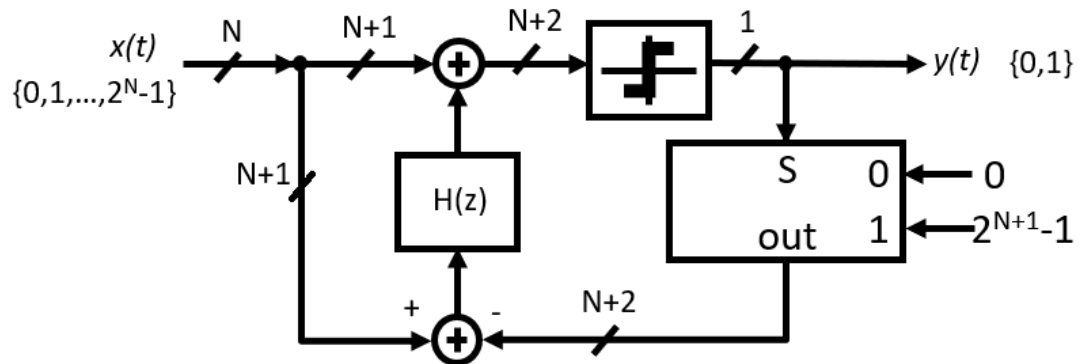 N
N+1
N+2
1
x(t)
y(t)
{0,1}
{0,1,...,2^N-1}
N+1
H(z)
S
0
0
1
2^{N+1}-1
out
+
-
N+2